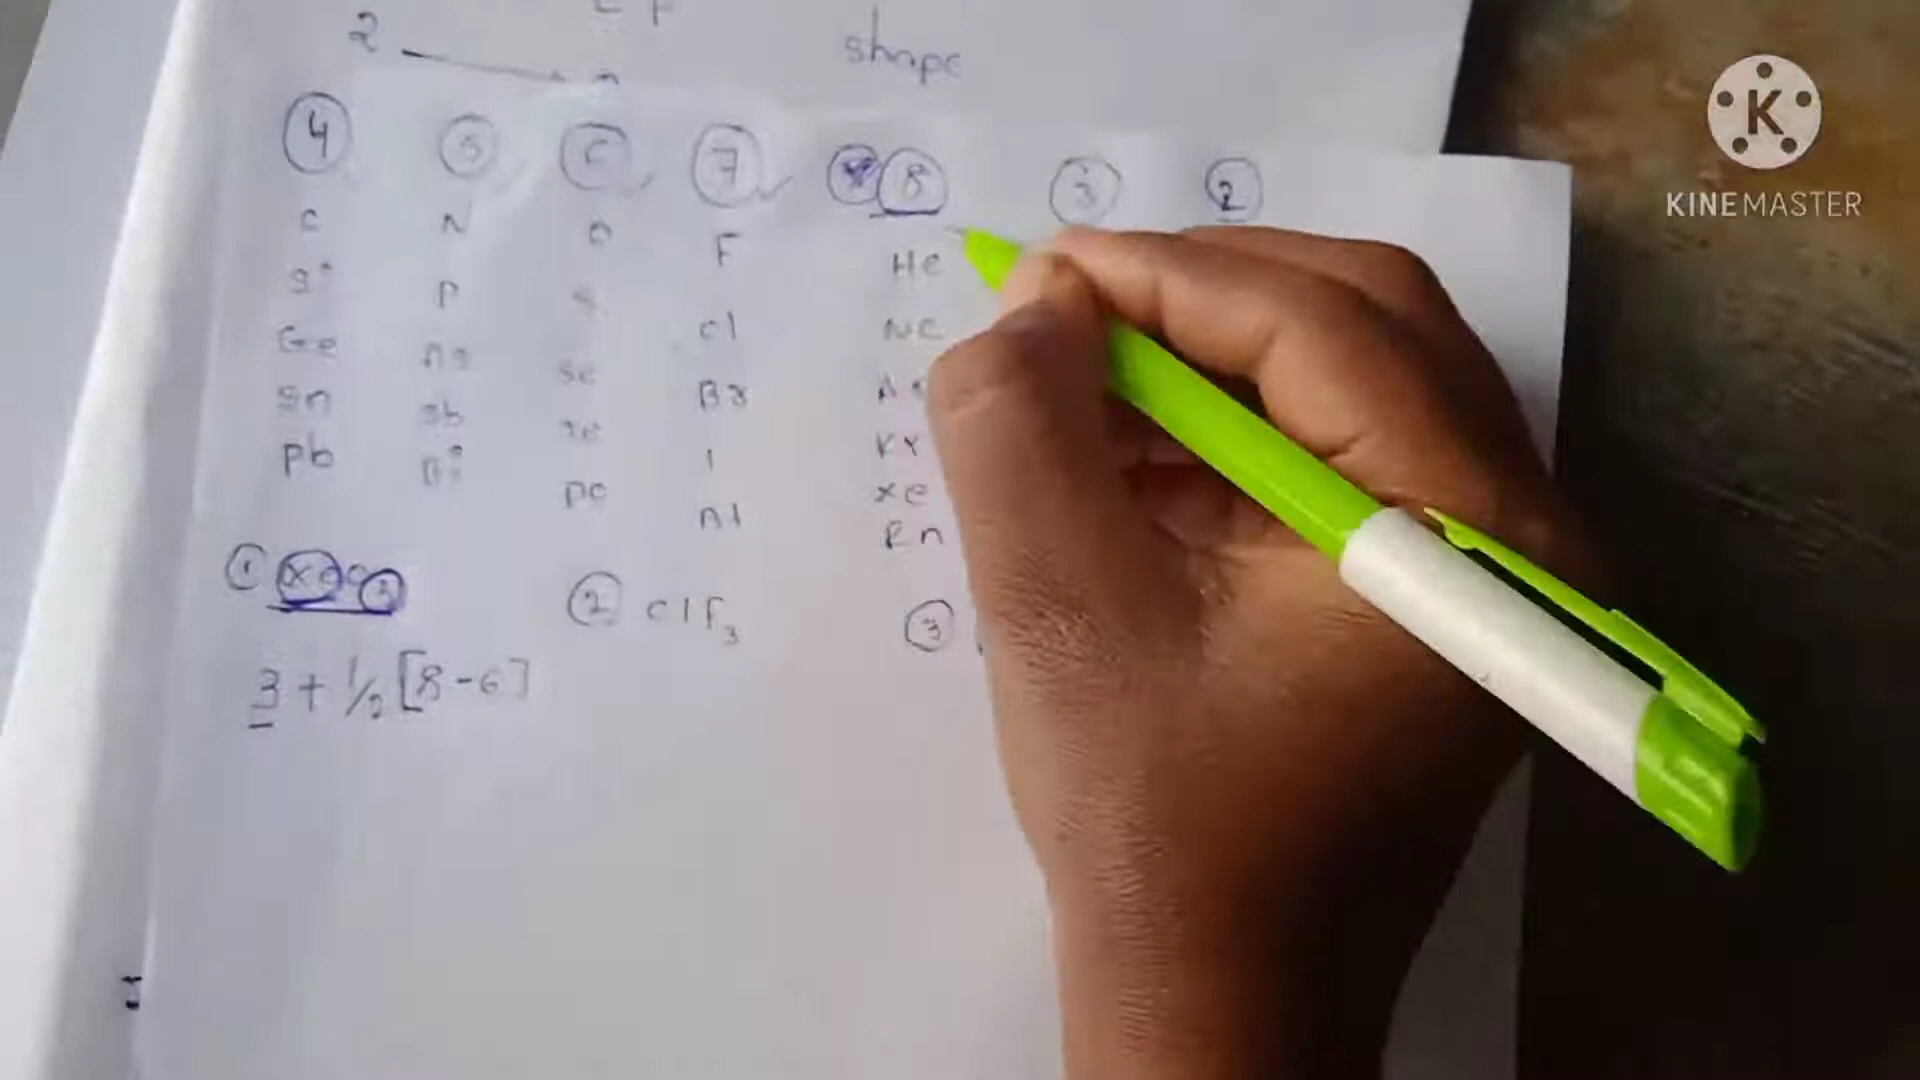 2
shape
4 5 6 7 8 3 2
C N O F He
Si P S Cl Ne
Ge As Se Br
Sn Sb Te I Kr
Pb Bi Po At Xe
Rn
1 XeO3 2 ClF3 3
3 + 1/2 [8-6]
KINEMASTER